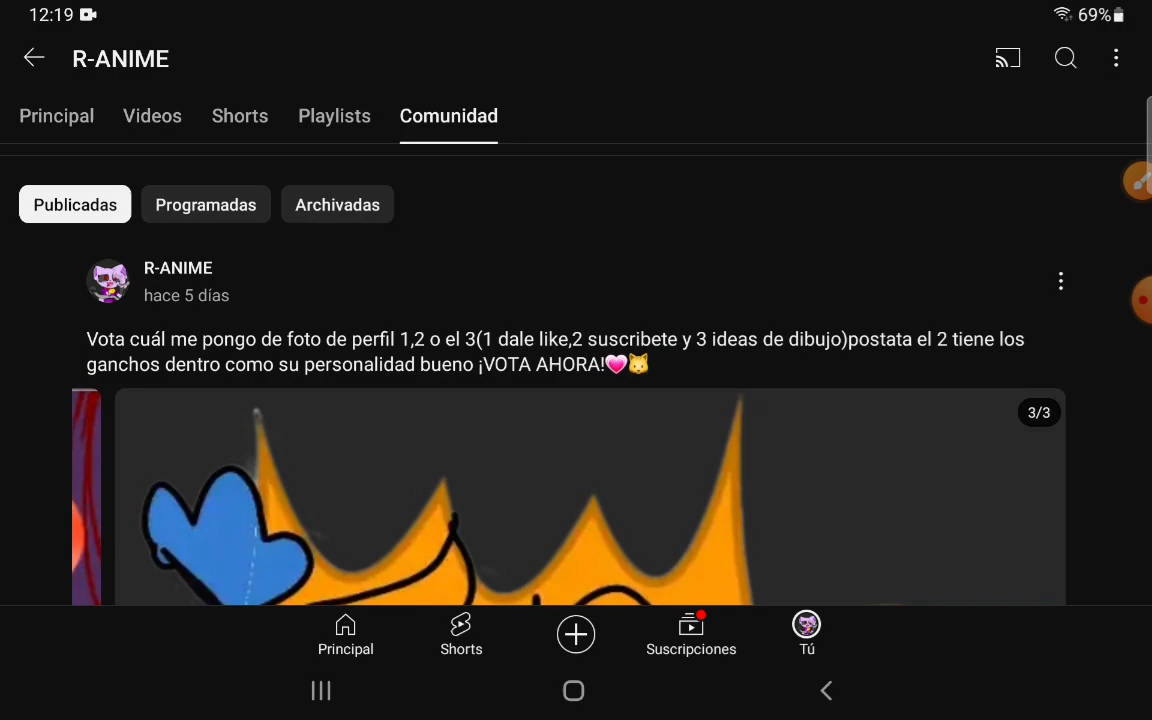 12:19
69%
R-ANIME
Principal Videos Shorts Playlists Comunidad
Publicadas Programadas Archivadas
R-ANIME
hace 5 días
Vota cuál me pongo de foto de perfil 1,2 o el 3(1 dale like,2 suscribete y 3 ideas de dibujo)postata el 2 tiene los
ganchos dentro como su personalidad bueno ¡VOTA AHORA!💗🐱
3/3
Principal Shorts Suscripciones Tú